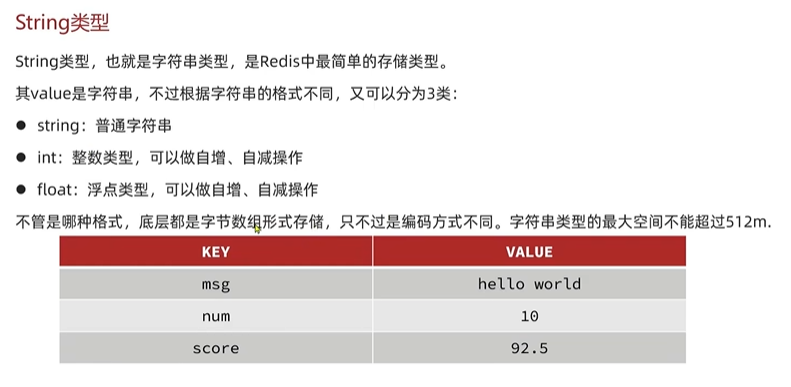 String类型
String类型，也就是字符串类型，是Redis中最简单的存储类型。
其value是字符串，不过根据字符串的格式不同，又可以分为3类：
● string：普通字符串
● int：整数类型，可以做自增、自减操作
● float：浮点类型，可以做自增、自减操作
不管是哪种格式，底层都是字节数组形式存储，只不过是编码方式不同。字符串类型的最大空间不能超过512m.
KEY VALUE
msg hello world
num 10
score 92.5